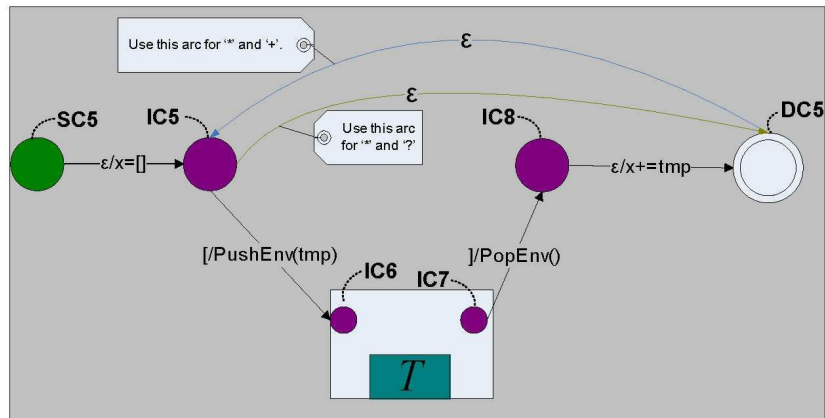 Use this arc for ‘*’ and ‘+’.
ε
ε
SC5
IC5
Use this arc
for ‘*’ and ‘?’
IC8
DC5
ε/x=[]
ε/x+=tmp
[/PushEnv(tmp)
]/PopEnv()
IC6
IC7
T